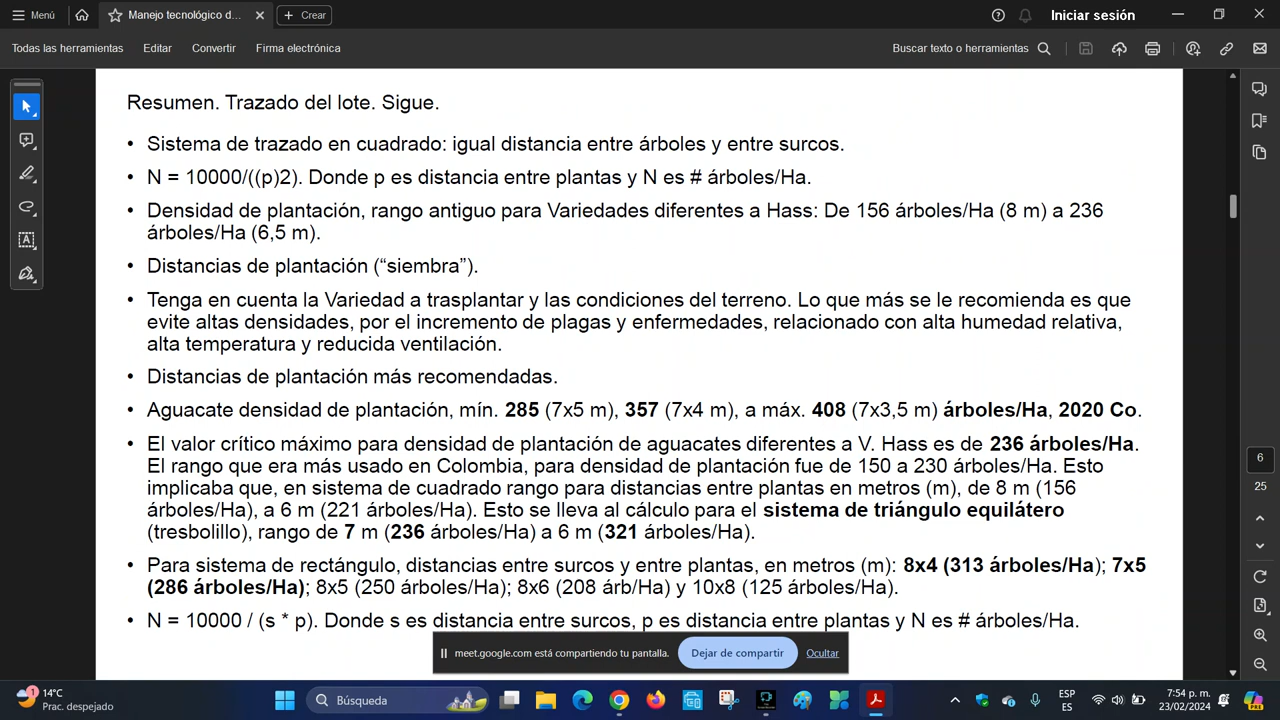 Menú
Manejo tecnológico d...
Crear
Iniciar sesión
Todas las herramientas
Editar
Convertir
Firma electrónica
Buscar texto o herramientas
Resumen. Trazado del lote. Sigue.
• Sistema de trazado en cuadrado: igual distancia entre árboles y entre surcos.
• N = 10000/((p)2). Donde p es distancia entre plantas y N es # árboles/Ha.
• Densidad de plantación, rango antiguo para Variedades diferentes a Hass: De 156 árboles/Ha (8 m) a 236
árboles/Ha (6,5 m).
• Distancias de plantación (“siembra”).
• Tenga en cuenta la Variedad a trasplantar y las condiciones del terreno. Lo que más se le recomienda es que
evite altas densidades, por el incremento de plagas y enfermedades, relacionado con alta humedad relativa,
alta temperatura y reducida ventilación.
• Distancias de plantación más recomendadas.
• Aguacate densidad de plantación, mín. 285 (7x5 m), 357 (7x4 m), a máx. 408 (7x3,5 m) árboles/Ha, 2020 Co.
• El valor crítico máximo para densidad de plantación de aguacates diferentes a V. Hass es de 236 árboles/Ha.
El rango que era más usado en Colombia, para densidad de plantación fue de 150 a 230 árboles/Ha. Esto
implicaba que, en sistema de cuadrado rango para distancias entre plantas en metros (m), de 8 m (156
árboles/Ha), a 6 m (221 árboles/Ha). Esto se lleva al cálculo para el sistema de triángulo equilátero
(tresbolillo), rango de 7 m (236 árboles/Ha) a 6 m (321 árboles/Ha).
• Para sistema de rectángulo, distancias entre surcos y entre plantas, en metros (m): 8x4 (313 árboles/Ha); 7x5
(286 árboles/Ha); 8x5 (250 árboles/Ha); 8x6 (208 árb/Ha) y 10x8 (125 árboles/Ha).
• N = 10000 / (s * p). Donde s es distancia entre surcos, p es distancia entre plantas y N es # árboles/Ha.
6
25
meet.google.com está compartiendo tu pantalla.
Dejar de compartir
Ocultar
1
14°C
Prac. despejado
Búsqueda
ESP
ES
7:54 p. m.
23/02/2024